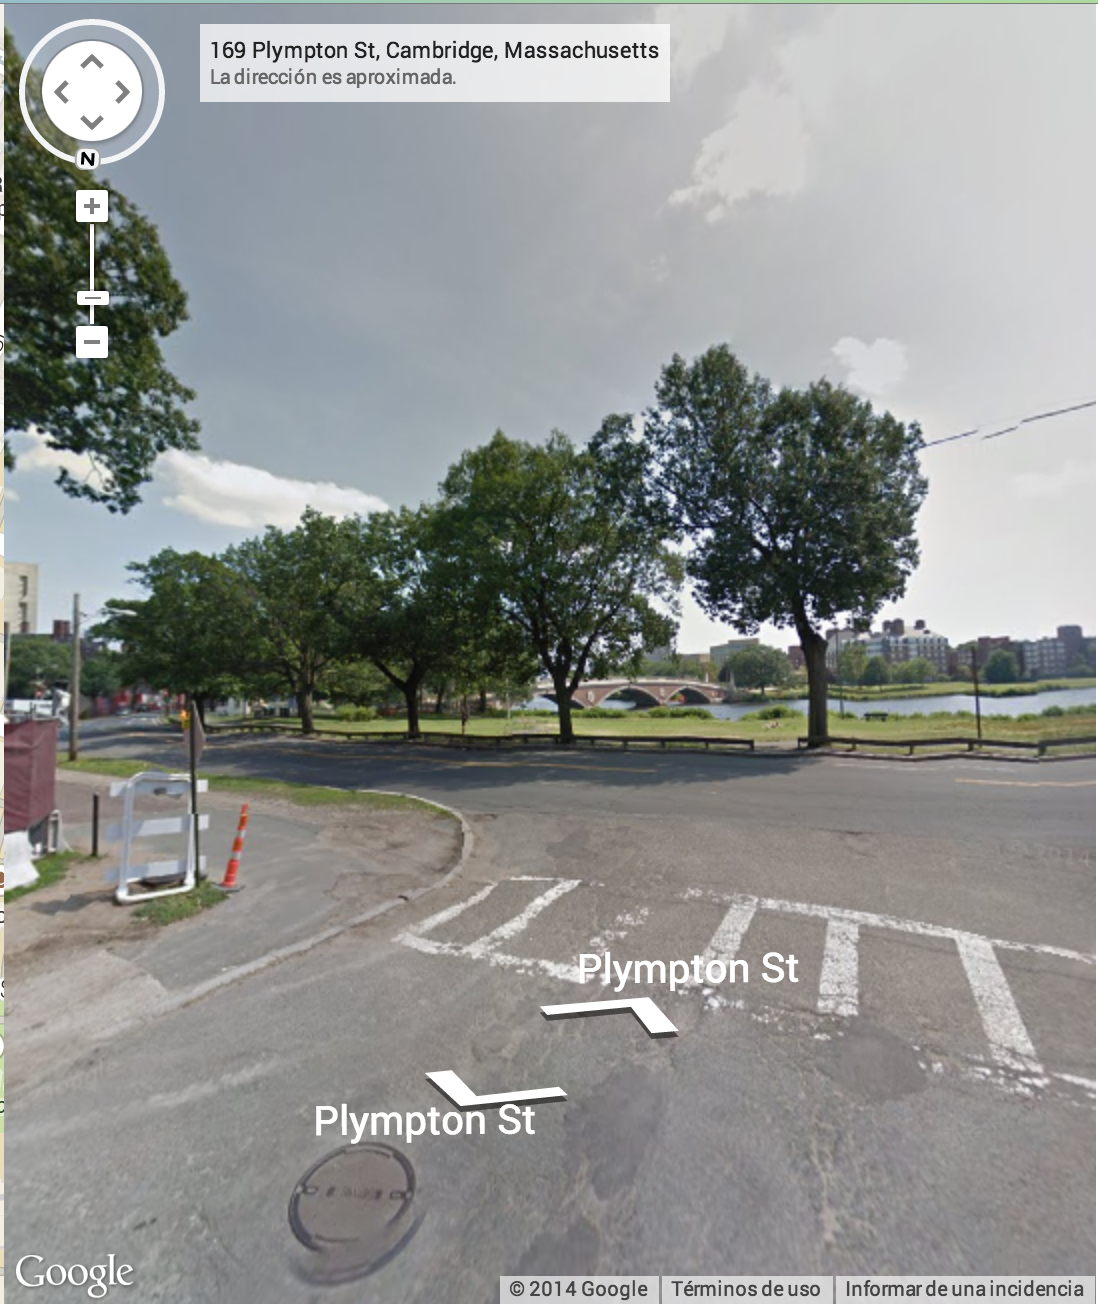 169 Plympton St, Cambridge, Massachusetts
La dirección es aproximada.
N
Plympton St
Plympton St
Google
© 2014 Google
Términos de uso
Informar de una incidencia